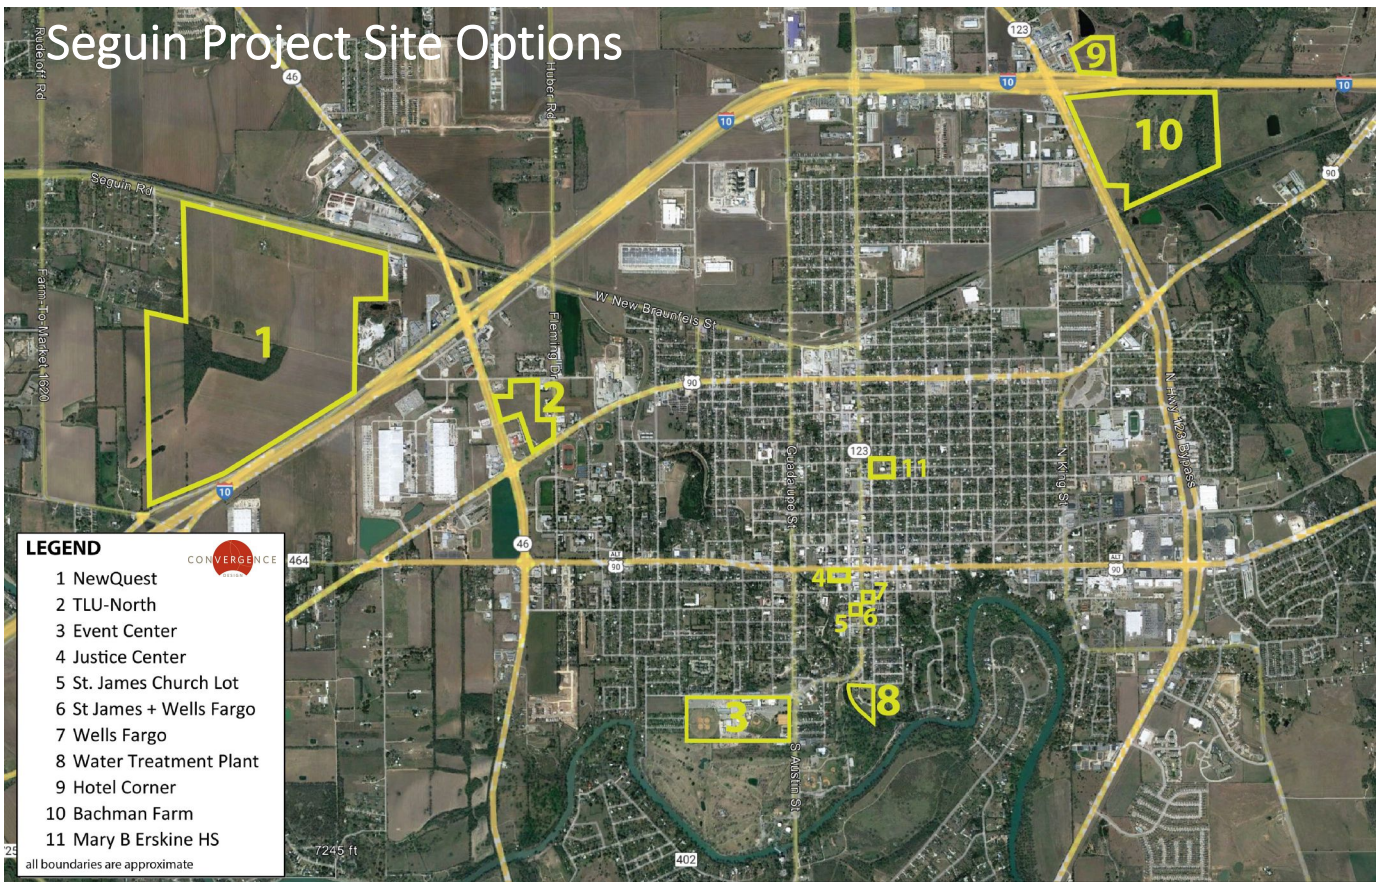 Seguin Project Site Options
Rudeloff Rd
46
Huber Rd
123
9
10
10
10
10
90
Seguin Rd
Farm-To-Market 1620
1
W New Braunfels St
Fleming Dr
90
2
N Hwy 123 Bypass
Guadalupe St
123
11
N King St
10
464
46
ALT
90
ALT
90
4
7
5
6
3
8
S Austin St
402
7245 ft
LEGEND
CONVERGENCE
DESIGN
1 NewQuest
2 TLU-North
3 Event Center
4 Justice Center
5 St. James Church Lot
6 St James + Wells Fargo
7 Wells Fargo
8 Water Treatment Plant
9 Hotel Corner
10 Bachman Farm
11 Mary B Erskine HS
all boundaries are approximate